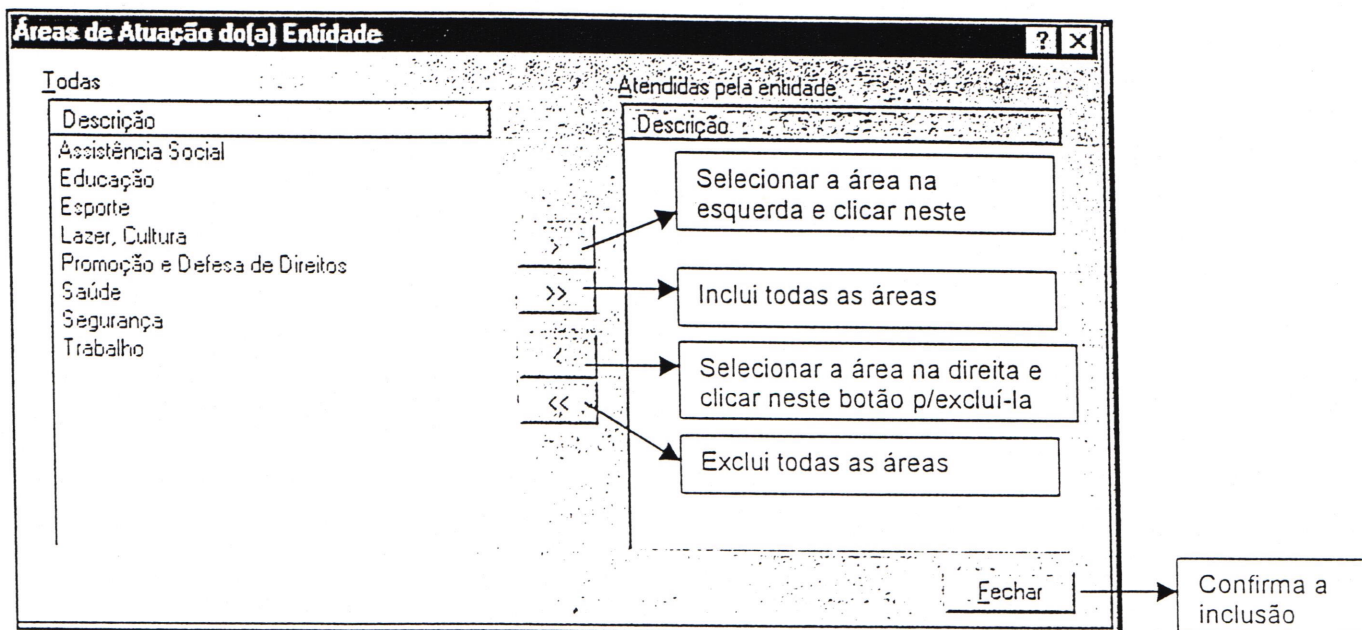 Áreas de Atuação do(a) Entidade
? X
Todas
Descrição
Assistência Social
Educação
Esporte
Lazer, Cultura
Promoção e Defesa de Direitos
Saúde
Segurança
Trabalho
>
>>
<
<<
Atendidas pela entidade
Descrição
Selecionar a área na
esquerda e clicar neste
Inclui todas as áreas
Selecionar a área na direita e
clicar neste botão p/excluí-la
Exclui todas as áreas
Fechar
Confirma a
inclusão